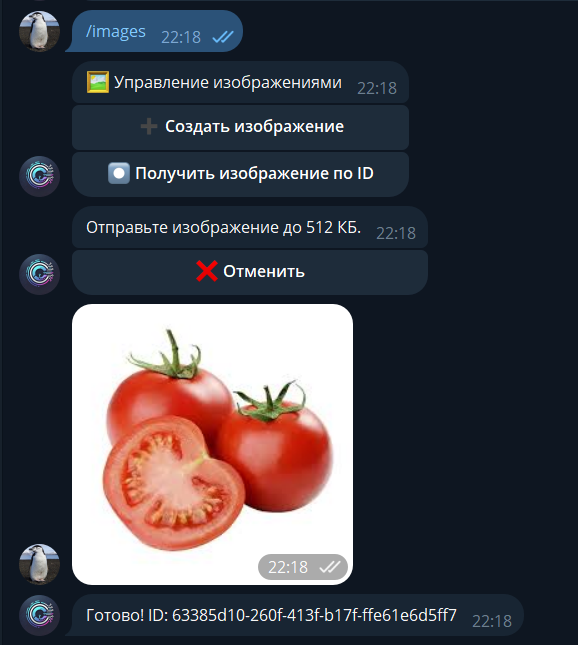 /images 22:18
Управление изображениями 22:18
Создать изображение
Получить изображение по ID
Отправьте изображение до 512 КБ. 22:18
Отменить
22:18
Готово! ID: 63385d10-260f-413f-b17f-ffe61e6d5ff7 22:18